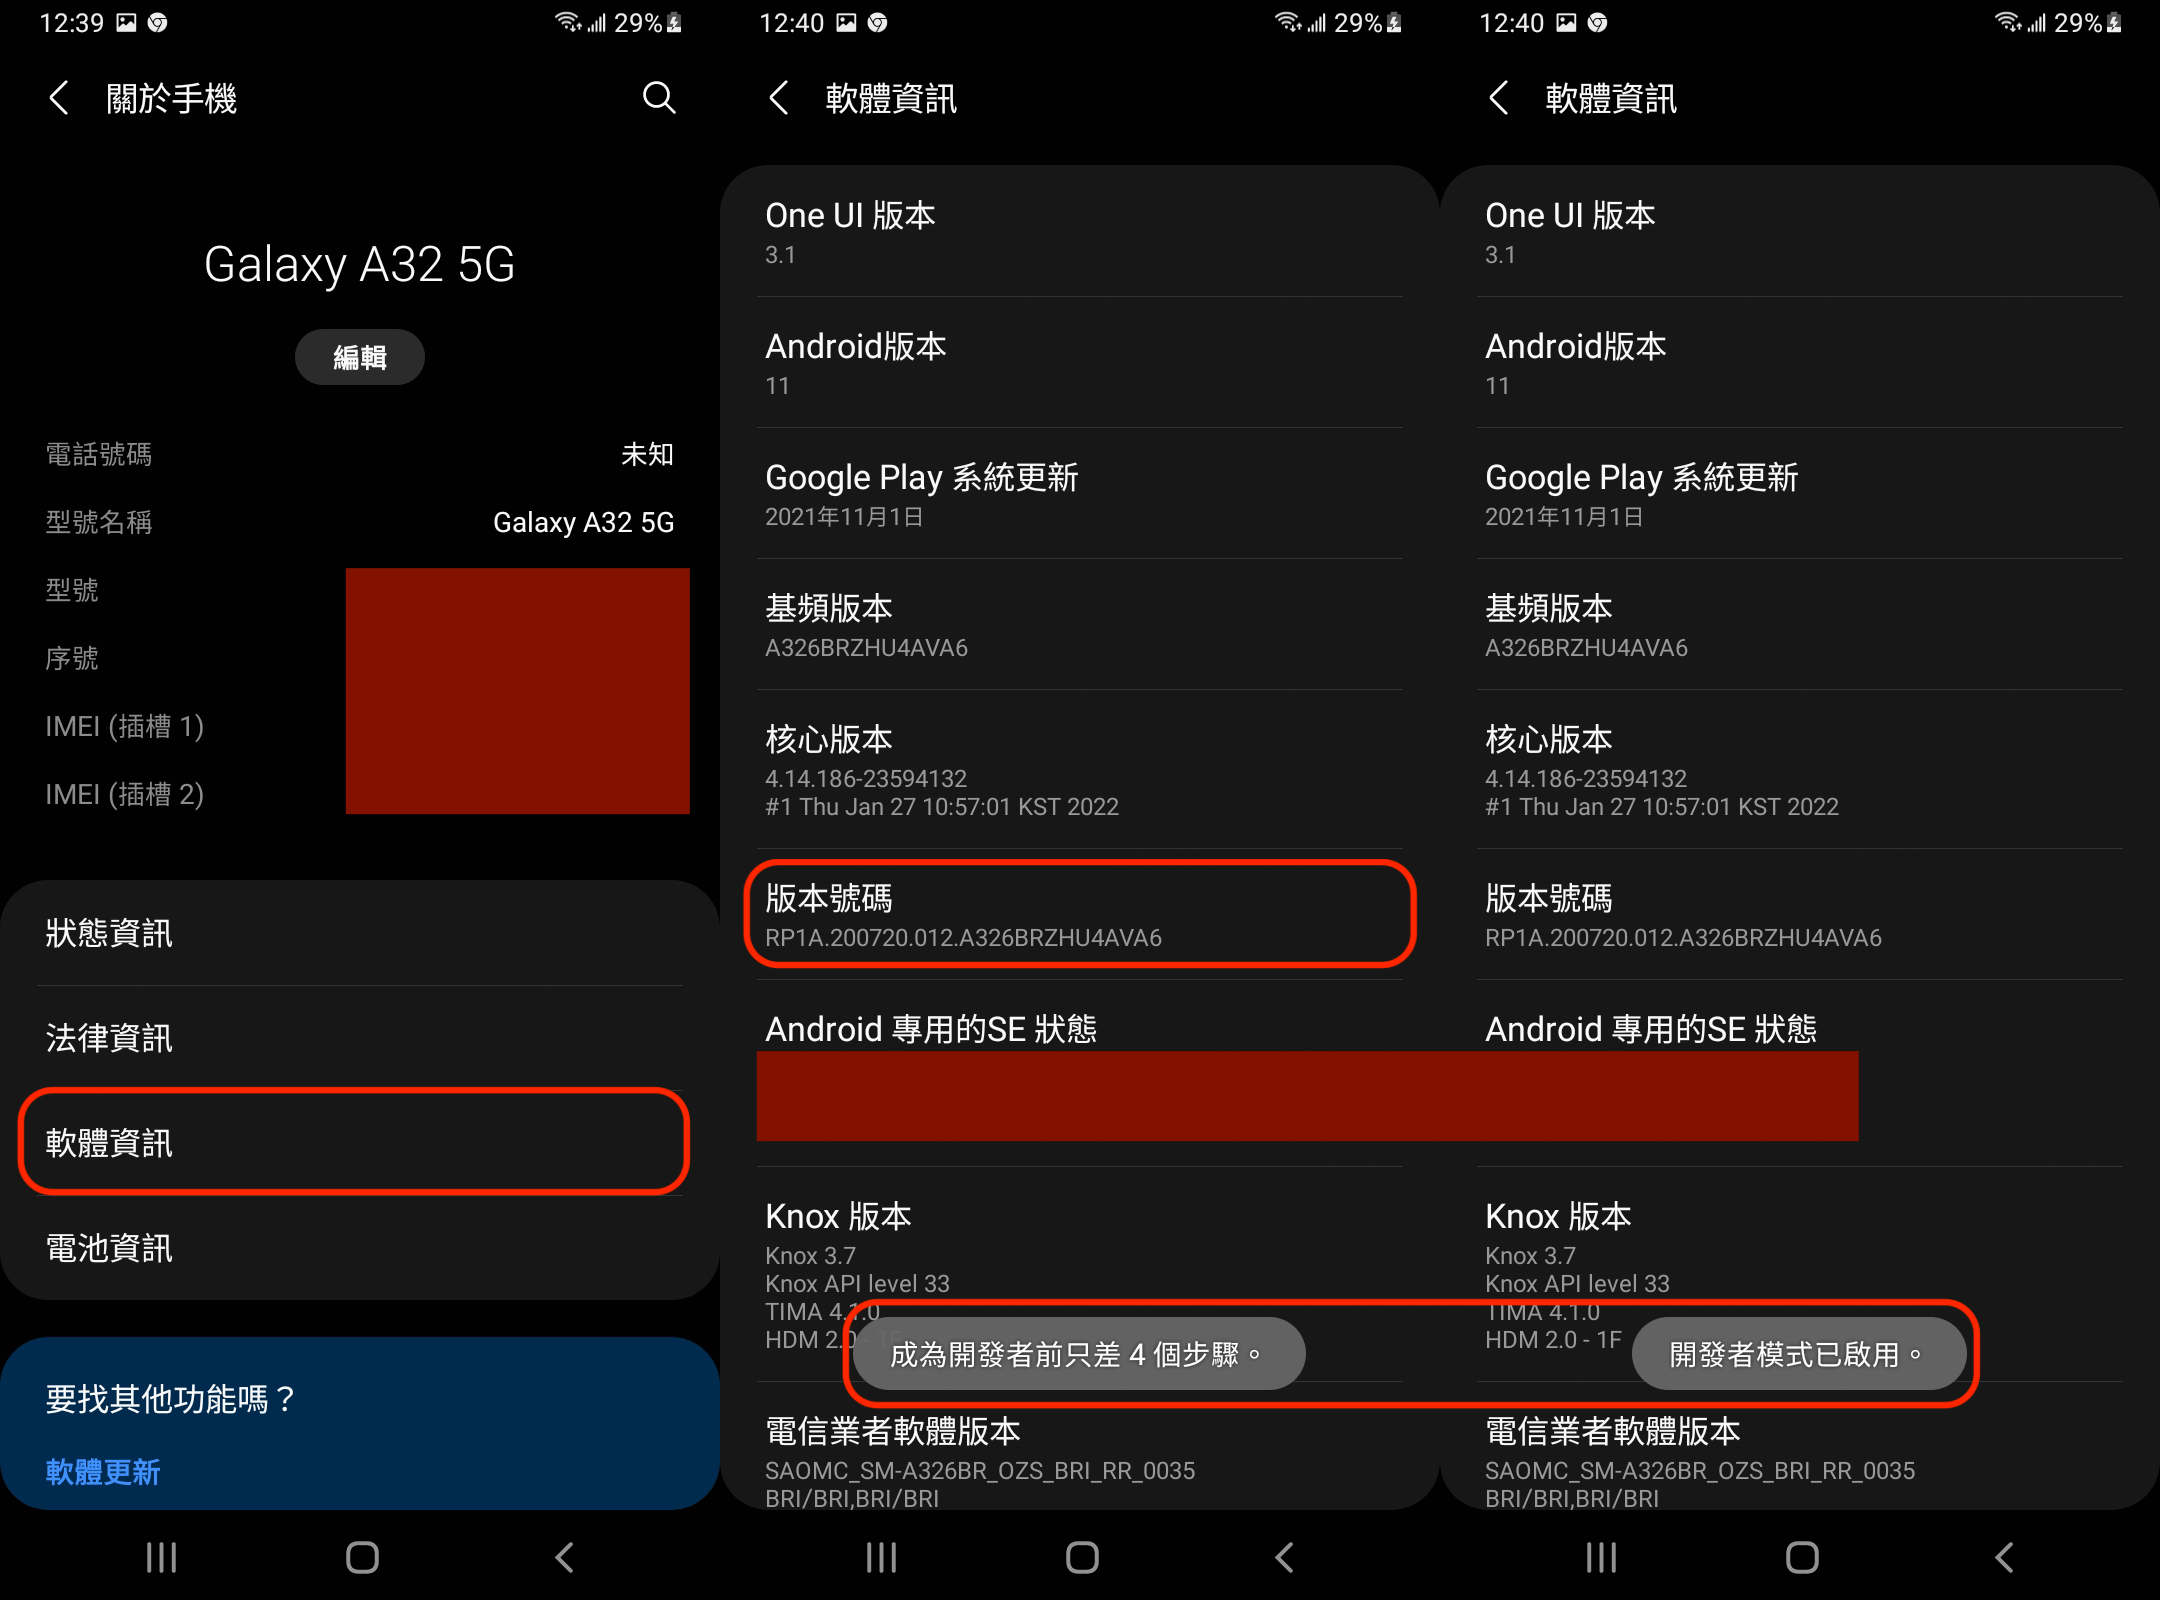 12:39
29%
關於手機
Galaxy A32 5G
編輯
電話號碼 未知
型號名稱 Galaxy A32 5G
型號
序號
IMEI (插槽 1)
IMEI (插槽 2)
狀態資訊
法律資訊
軟體資訊
電池資訊
要找其他功能嗎？
軟體更新
12:40
29%
軟體資訊
One UI 版本
3.1
Android版本
11
Google Play 系統更新
2021年11月1日
基頻版本
A326BRZHU4AVA6
核心版本
4.14.186-23594132
#1 Thu Jan 27 10:57:01 KST 2022
版本號碼
RP1A.200720.012.A326BRZHU4AVA6
Android 專用的SE 狀態
Knox 版本
Knox 3.7
Knox API level 33
TIMA 4.1.0
HDM 2.0 - 1F
成為開發者前只差 4 個步驟。
電信業者軟體版本
SAOMC_SM-A326BR_OZS_BRI_RR_0035
BRI/BRI,BRI/BRI
12:40
29%
軟體資訊
One UI 版本
3.1
Android版本
11
Google Play 系統更新
2021年11月1日
基頻版本
A326BRZHU4AVA6
核心版本
4.14.186-23594132
#1 Thu Jan 27 10:57:01 KST 2022
版本號碼
RP1A.200720.012.A326BRZHU4AVA6
Android 專用的SE 狀態
Knox 版本
Knox 3.7
Knox API level 33
TIMA 4.1.0
HDM 2.0 - 1F
開發者模式已啟用。
電信業者軟體版本
SAOMC_SM-A326BR_OZS_BRI_RR_0035
BRI/BRI,BRI/BRI